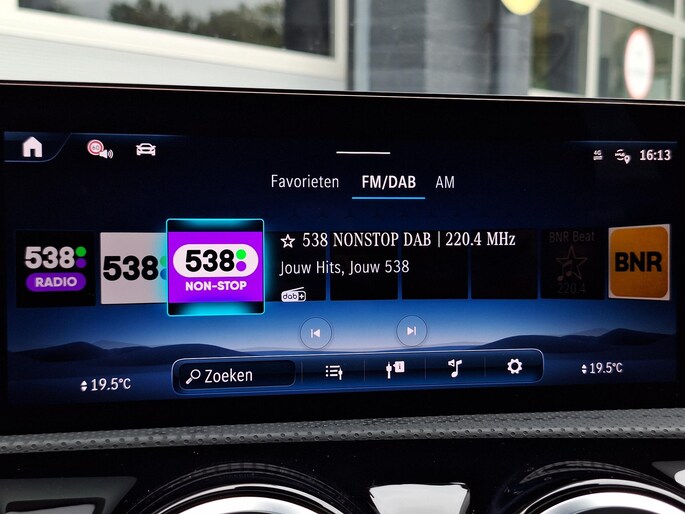 60
4G
16:13
Favorieten FM/DAB AM
538 RADIO
538
538 NON-STOP
538 NONSTOP DAB | 220.4 MHz
Jouw Hits, Jouw 538
dab+
BNR Beat
220.4
BNR
Zoeken
19.5°C
19.5°C